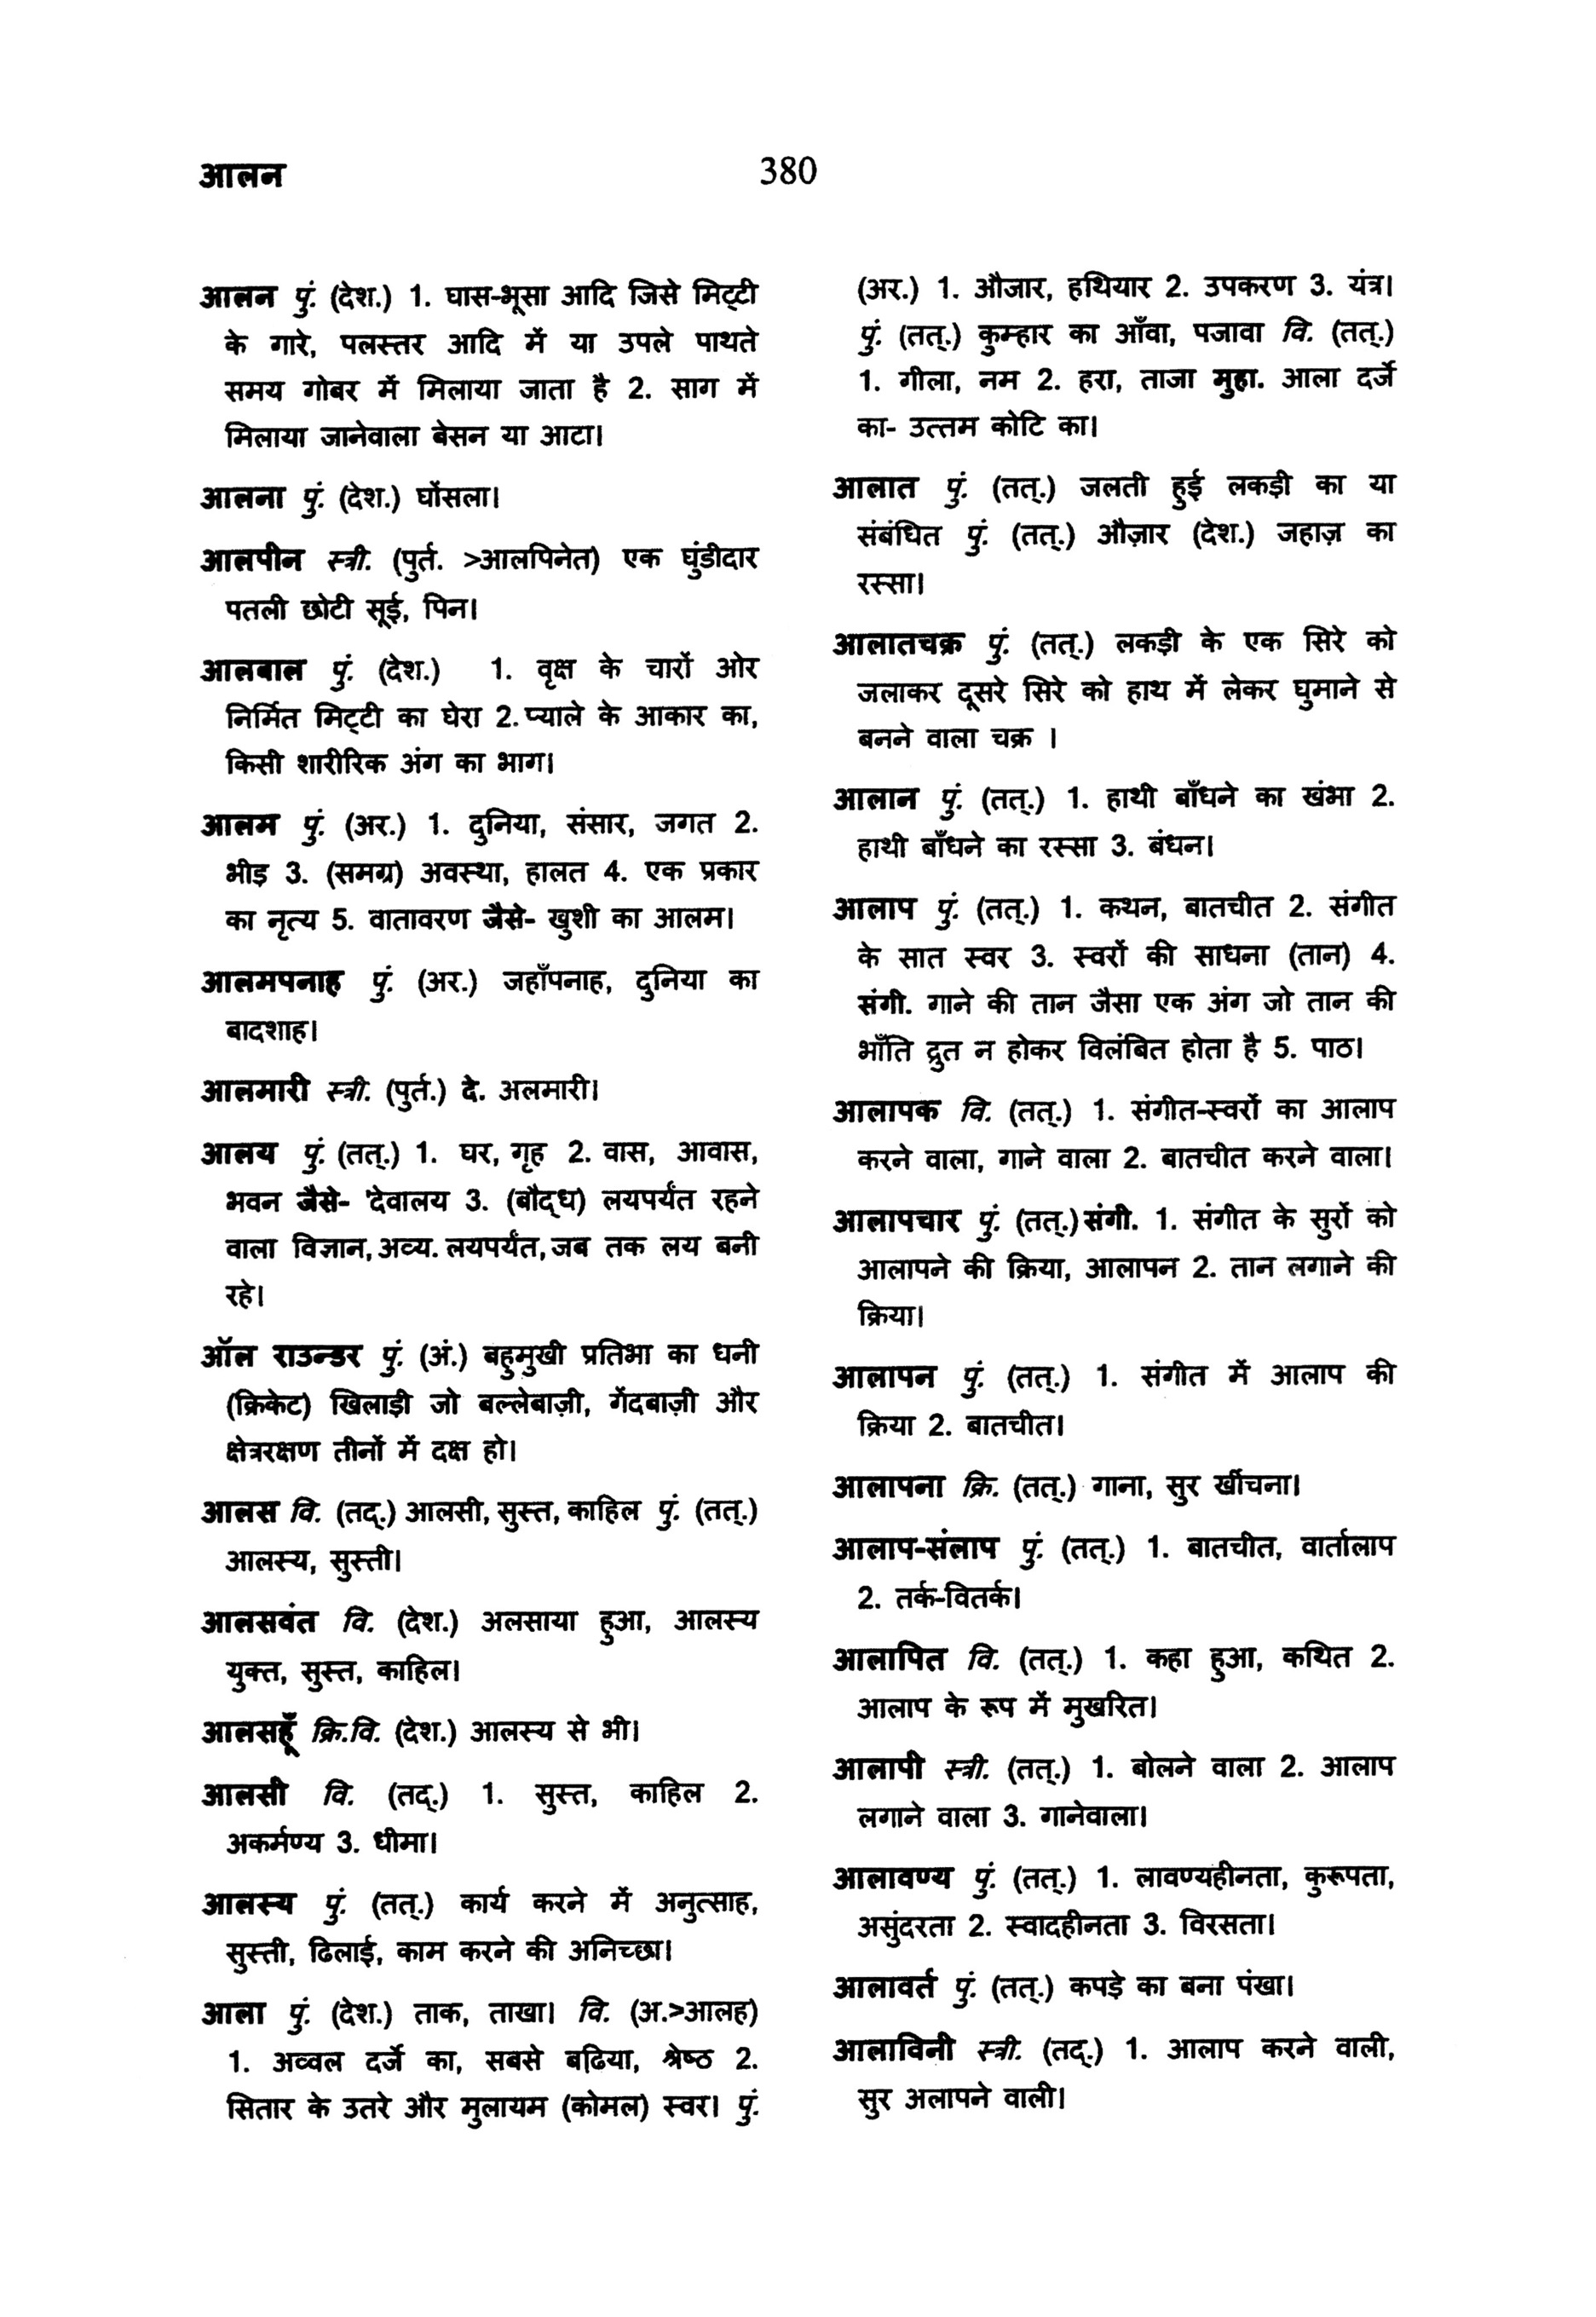 आलन
380
आलन पुं. (देश.) 1. घास-भूसा आदि जिसे मिट्टी
के गारे, पलस्तर आदि में या उपले पाथते
समय गोबर में मिलाया जाता है 2. साग में
मिलाया जानेवाला बेसन या आटा।
आलना पुं. (देश.) घोंसला।
आलपीन स्त्री. (पुर्त. >आलपिनेत) एक घुंडीदार
पतली छोटी सूई, पिन।
आलबाल पुं. (देश.) 1. वृक्ष के चारों ओर
निर्मित मिट्टी का घेरा 2. प्याले के आकार का,
किसी शारीरिक अंग का भाग।
आलम पुं. (अर.) 1. दुनिया, संसार, जगत 2.
भीड़ 3. (समग्र) अवस्था, हालत 4. एक प्रकार
का नृत्य 5. वातावरण जैसे- खुशी का आलम।
आलमपनाह पुं. (अर.) जहाँपनाह, दुनिया का
बादशाह।
आलमारी स्त्री. (पुर्त.) दे. अलमारी।
आलय पुं. (तत्.) 1. घर, गृह 2. वास, आवास,
भवन जैसे- 'देवालय 3. (बौद्ध) लयपर्यंत रहने
वाला विज्ञान, अव्य. लयपर्यंत, जब तक लय बनी
रहे।
ऑल राउन्डर पुं. (अं.) बहुमुखी प्रतिभा का धनी
(क्रिकेट) खिलाड़ी जो बल्लेबाज़ी, गेंदबाज़ी और
क्षेत्ररक्षण तीनों में दक्ष हो।
आलस वि. (तद्.) आलसी, सुस्त, काहिल पुं. (तत्.)
आलस्य, सुस्ती।
आलसवंत वि. (देश.) अलसाया हुआ, आलस्य
युक्त, सुस्त, काहिल।
आलसहूँ क्रि.वि. (देश.) आलस्य से भी।
आलसी वि. (तद्.) 1. सुस्त, काहिल 2.
अकर्मण्य 3. धीमा।
आलस्य पुं. (तत्.) कार्य करने में अनुत्साह,
सुस्ती, ढिलाई, काम करने की अनिच्छा।
आला पुं. (देश.) ताक, ताखा। वि. (अ.>आलह)
1. अव्वल दर्जे का, सबसे बढ़िया, श्रेष्ठ 2.
सितार के उतरे और मुलायम (कोमल) स्वर। पुं.
(अर.) 1. औजार, हथियार 2. उपकरण 3. यंत्र।
पुं. (तत्.) कुम्हार का आँवा, पजावा वि. (तत्.)
1. गीला, नम 2. हरा, ताजा मुहा. आला दर्जे
का- उत्तम कोटि का।
आलात पुं. (तत्.) जलती हुई लकड़ी का या
संबंधित पुं. (तत्.) औज़ार (देश.) जहाज़ का
रस्सा।
आलातचक्र पुं. (तत्.) लकड़ी के एक सिरे को
जलाकर दूसरे सिरे को हाथ में लेकर घुमाने से
बनने वाला चक्र ।
आलान पुं. (तत्.) 1. हाथी बाँधने का खंभा 2.
हाथी बाँधने का रस्सा 3. बंधन।
आलाप पुं. (तत्.) 1. कथन, बातचीत 2. संगीत
के सात स्वर 3. स्वरों की साधना (तान) 4.
संगी. गाने की तान जैसा एक अंग जो तान की
भाँति द्रुत न होकर विलंबित होता है 5. पाठ।
आलापक वि. (तत्.) 1. संगीत-स्वरों का आलाप
करने वाला, गाने वाला 2. बातचीत करने वाला।
आलापचार पुं. (तत्.) संगी. 1. संगीत के सुरों को
आलापने की क्रिया, आलापन 2. तान लगाने की
क्रिया।
आलापन पुं. (तत्.) 1. संगीत में आलाप की
क्रिया 2. बातचीत।
आलापना क्रि. (तत्.) गाना, सुर खींचना।
आलाप-संलाप पुं. (तत्.) 1. बातचीत, वार्तालाप
2. तर्क-वितर्क।
आलापित वि. (तत्.) 1. कहा हुआ, कथित 2.
आलाप के रूप में मुखरित।
आलापी स्त्री. (तत्.) 1. बोलने वाला 2. आलाप
लगाने वाला 3. गानेवाला।
आलावण्य पुं. (तत्.) 1. लावण्यहीनता, कुरूपता,
असुंदरता 2. स्वादहीनता 3. विरसता।
आलावर्त पुं. (तत्.) कपड़े का बना पंखा।
आलाविनी स्त्री. (तद्.) 1. आलाप करने वाली,
सुर अलापने वाली।